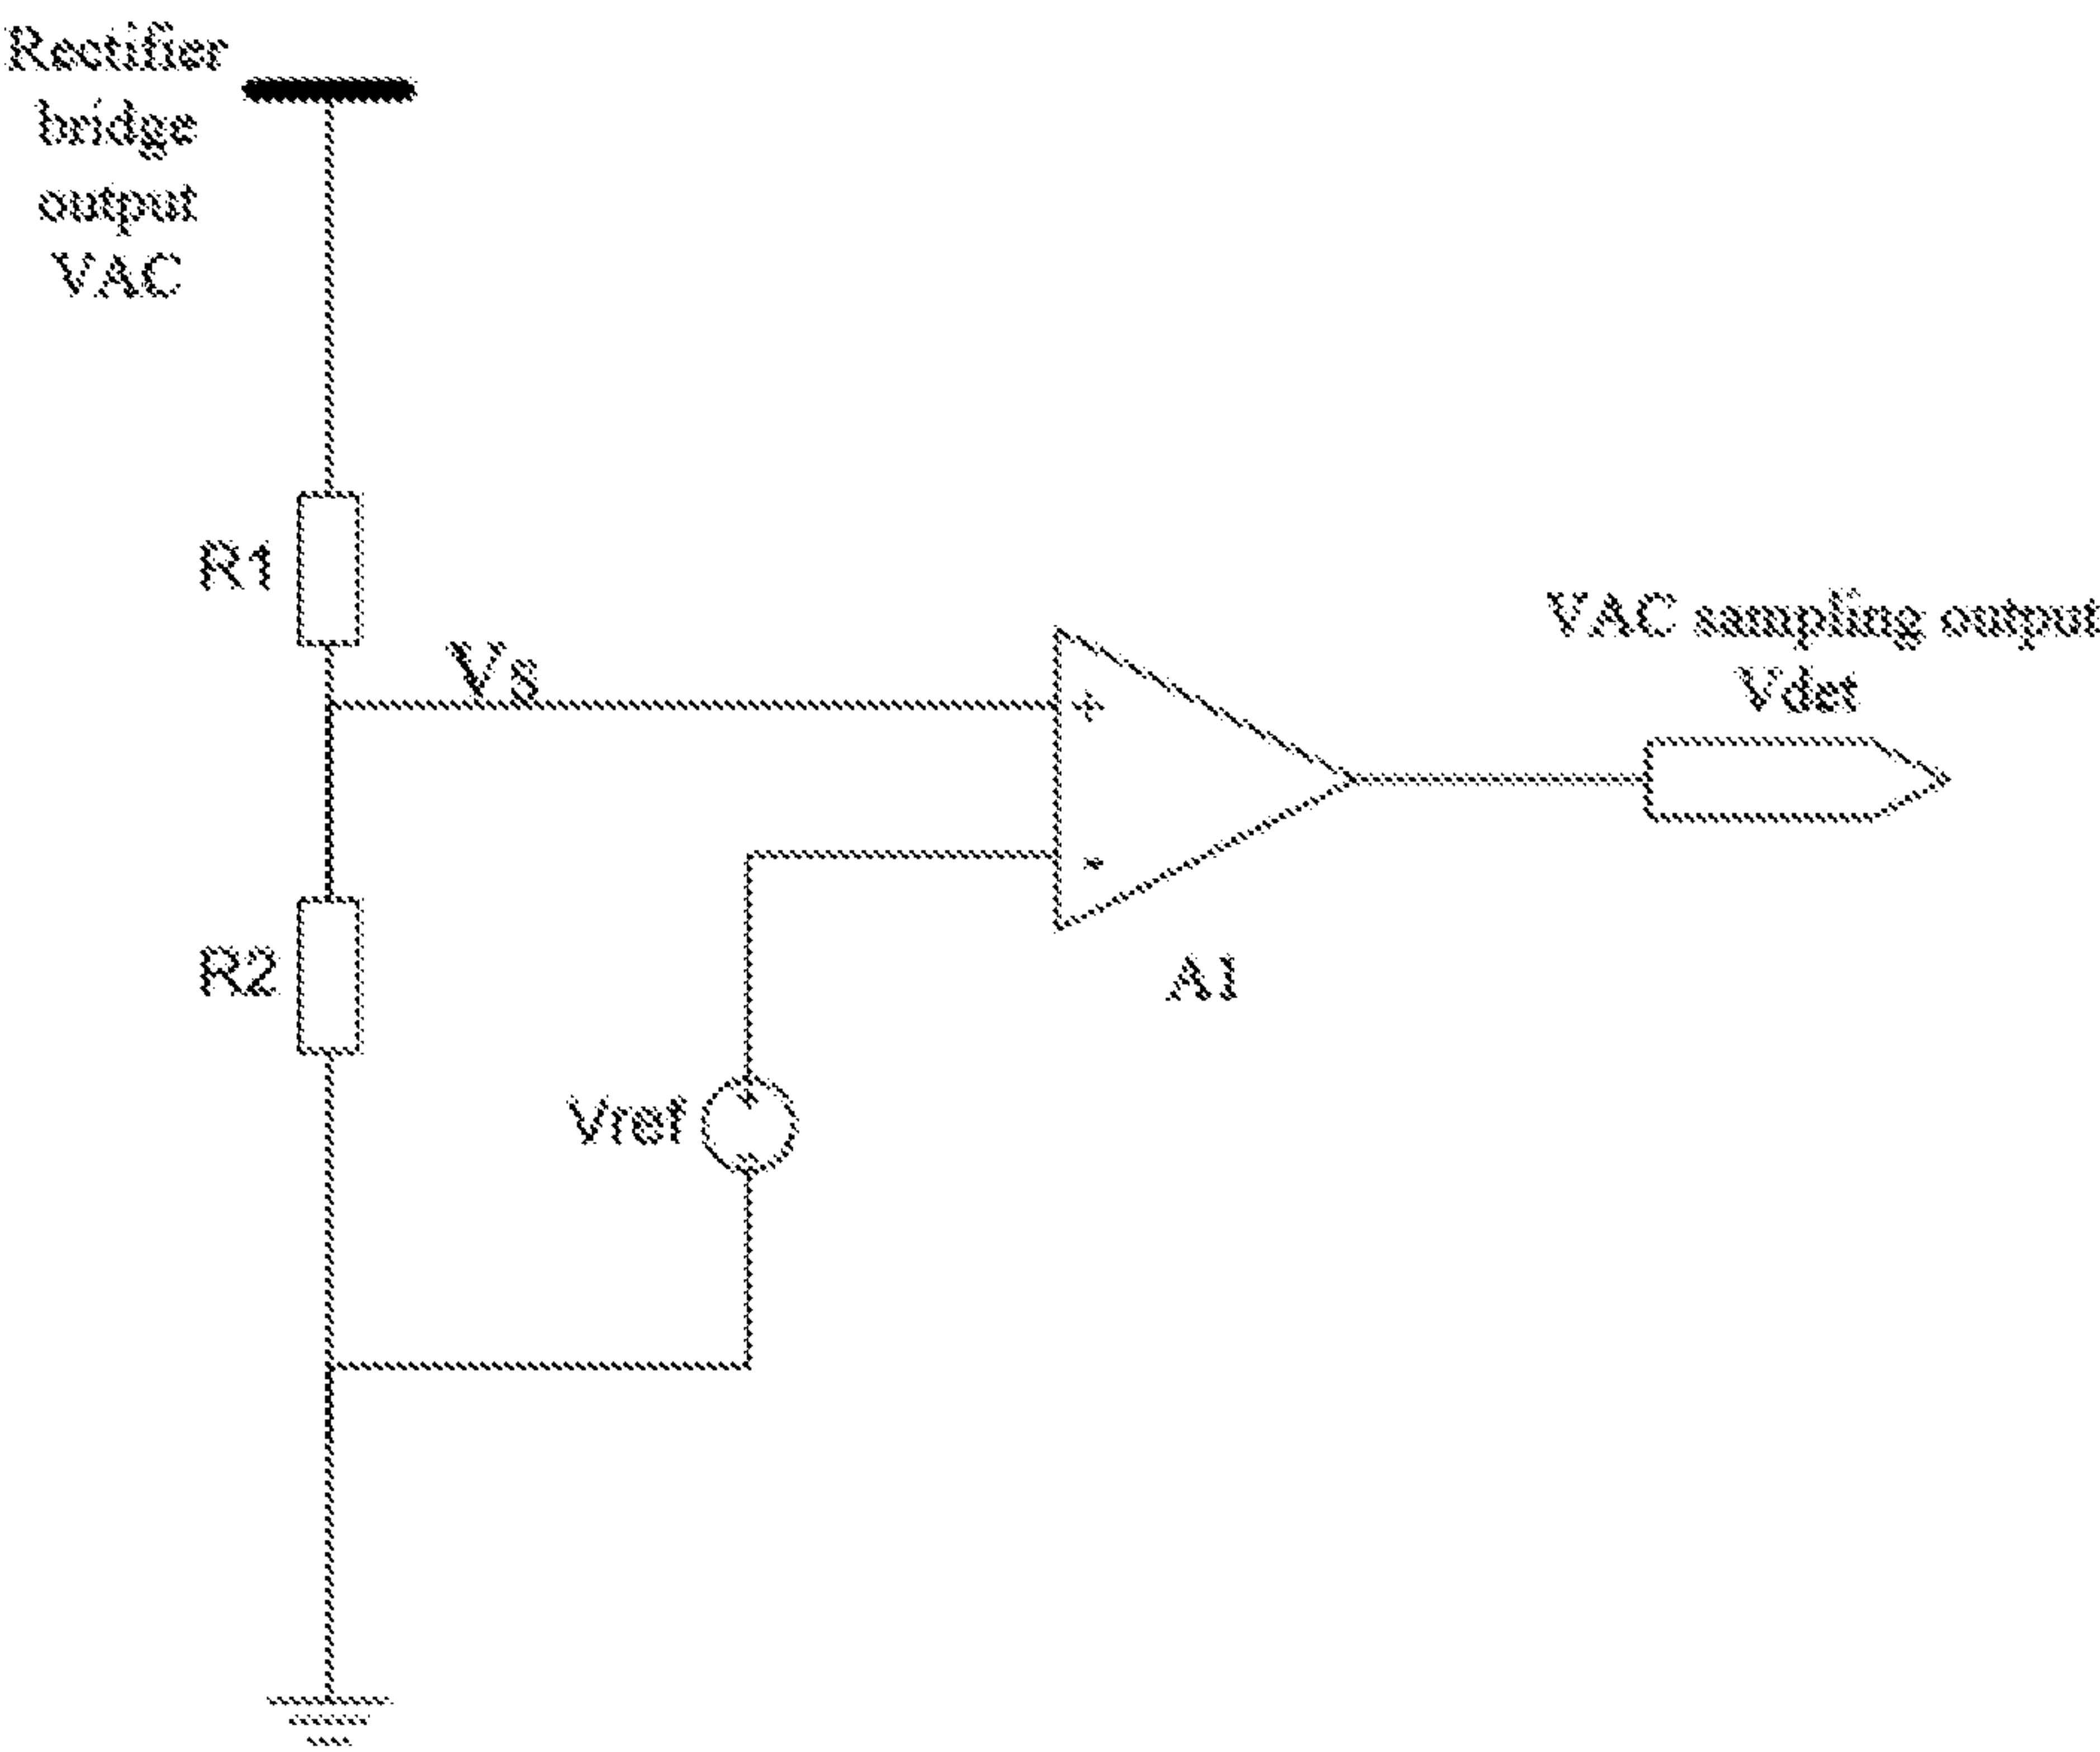 Rectifier
bridge
output
VAC
R1
Vs
+
VAC sampling output
Vdet
-
A1
R2
Vref
+
-